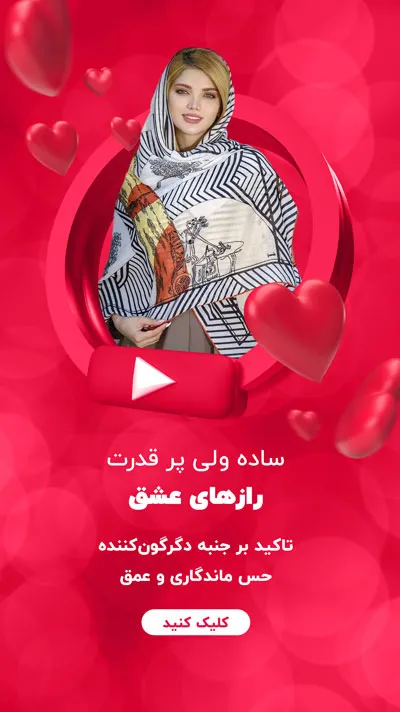 ساده ولی پر قدرت
رازهای عشق
تاکید بر جنبه دگرگون‌کننده
حس ماندگاری و عمق
کلیک کنید